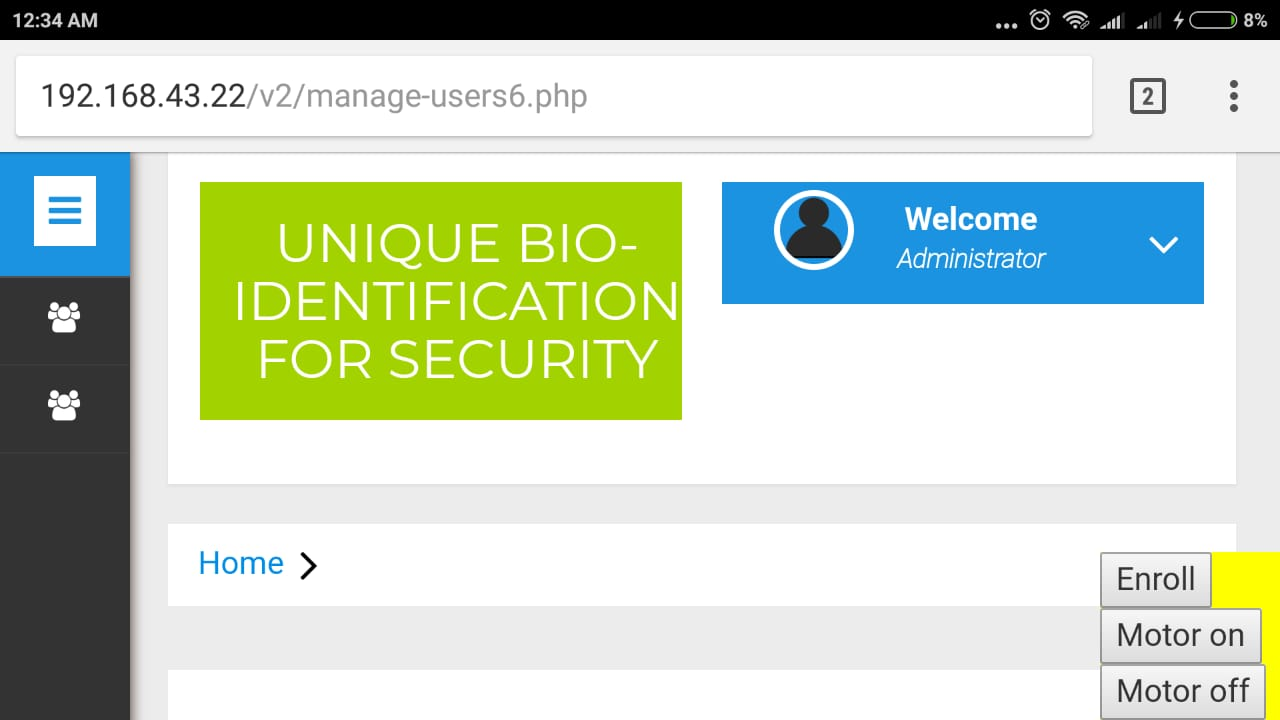 12:34 AM
8%
192.168.43.22/v2/manage-users6.php
2
UNIQUE BIO-
IDENTIFICATION
FOR SECURITY
Welcome
Administrator
Home
Enroll
Motor on
Motor off